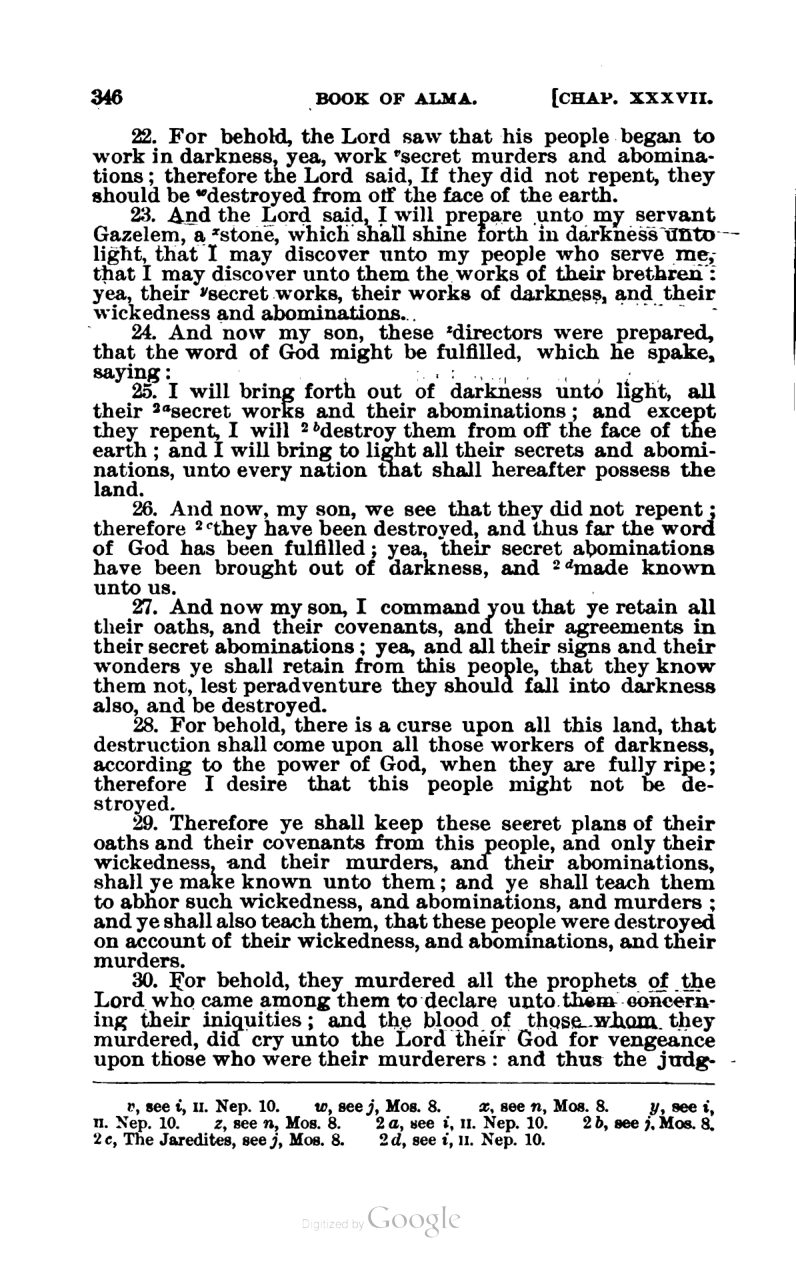 346 BOOK OF ALMA. [CHAP. XXXVII.
22. For behold, the Lord saw that his people began to
work in darkness, yea, work ᵛsecret murders and abomina-
tions; therefore the Lord said, If they did not repent, they
should be ʷdestroyed from off the face of the earth.
23. And the Lord said, I will prepare unto my servant
Gazelem, a ˣstone, which shall shine forth in darkness unto
light, that I may discover unto my people who serve me,
that I may discover unto them the works of their brethren:
yea, their ʸsecret works, their works of darkness, and their
wickedness and abominations.
24. And now my son, these ᶻdirectors were prepared,
that the word of God might be fulfilled, which he spake,
saying:
25. I will bring forth out of darkness unto light, all
their ²ᵃsecret works and their abominations; and except
they repent, I will ²ᵇdestroy them from off the face of the
earth; and I will bring to light all their secrets and abomi-
nations, unto every nation that shall hereafter possess the
land.
26. And now, my son, we see that they did not repent;
therefore ²ᶜthey have been destroyed, and thus far the word
of God has been fulfilled; yea, their secret abominations
have been brought out of darkness, and ²ᵈmade known
unto us.
27. And now my son, I command you that ye retain all
their oaths, and their covenants, and their agreements in
their secret abominations; yea, and all their signs and their
wonders ye shall retain from this people, that they know
them not, lest peradventure they should fall into darkness
also, and be destroyed.
28. For behold, there is a curse upon all this land, that
destruction shall come upon all those workers of darkness,
according to the power of God, when they are fully ripe;
therefore I desire that this people might not be de-
stroyed.
29. Therefore ye shall keep these secret plans of their
oaths and their covenants from this people, and only their
wickedness, and their murders, and their abominations,
shall ye make known unto them; and ye shall teach them
to abhor such wickedness, and abominations, and murders;
and ye shall also teach them, that these people were destroyed
on account of their wickedness, and abominations, and their
murders.
30. For behold, they murdered all the prophets of the
Lord who came among them to declare unto them concern-
ing their iniquities; and the blood of those whom they
murdered, did cry unto the Lord their God for vengeance
upon those who were their murderers: and thus the judg-
v, see i, II. Nep. 10. w, see j, Mos. 8. x, see n, Mos. 8. y, see i,
II. Nep. 10. z, see n, Mos. 8. 2 a, see i, II. Nep. 10. 2 b, see j, Mos. 8.
2 c, The Jaredites, see j, Mos. 8. 2 d, see i, II. Nep. 10.
Digitized by Google